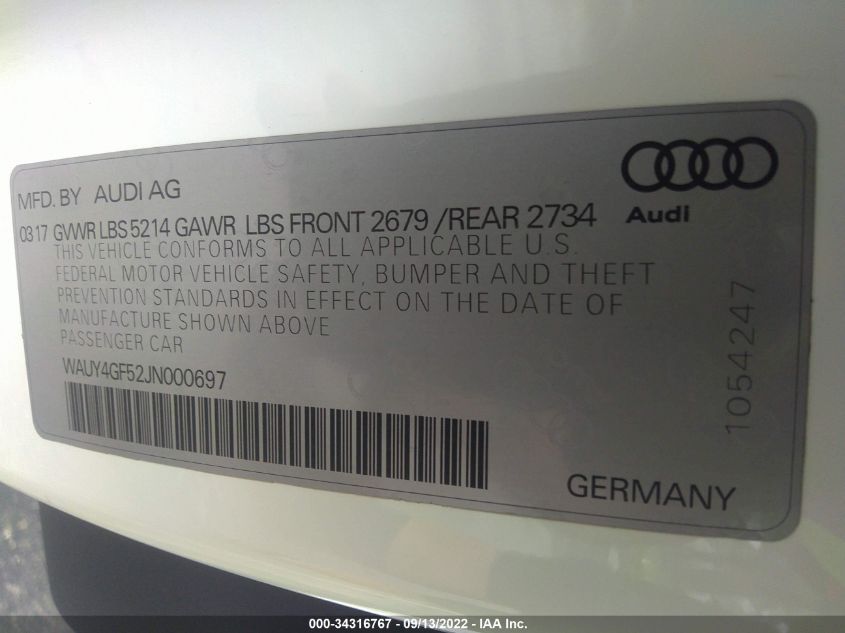 MFD. BY AUDI AG
Audi
0317 GVWR LBS 5214 GAWR LBS FRONT 2679 /REAR 2734
THIS VEHICLE CONFORMS TO ALL APPLICABLE U.S.
FEDERAL MOTOR VEHICLE SAFETY, BUMPER AND THEFT
PREVENTION STANDARDS IN EFFECT ON THE DATE OF
MANUFACTURE SHOWN ABOVE
PASSENGER CAR
WAUY4GF52JN000697
1054247
GERMANY
000-34316767 - 09/13/2022 - IAA Inc.